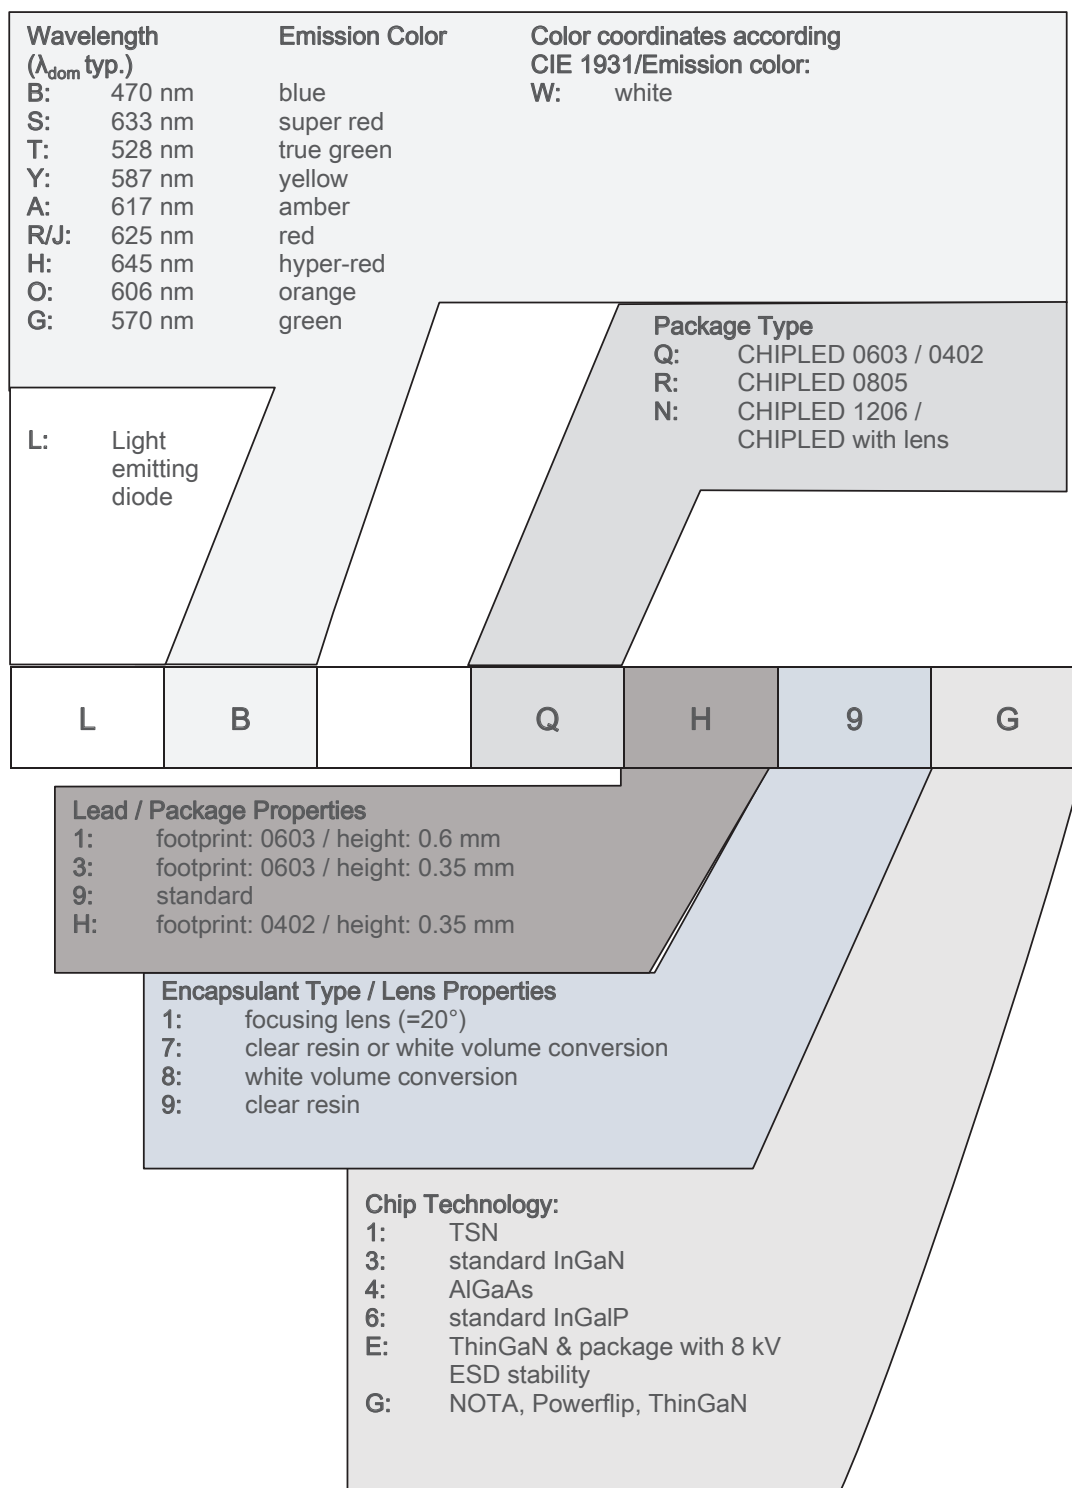 Wavelength Emission Color Color coordinates according
(λdom typ.) CIE 1931/Emission color:
B: 470 nm blue W: white
S: 633 nm super red
T: 528 nm true green
Y: 587 nm yellow
A: 617 nm amber
R/J: 625 nm red
H: 645 nm hyper-red
O: 606 nm orange
G: 570 nm green
Package Type
Q: CHIPLED 0603 / 0402
R: CHIPLED 0805
N: CHIPLED 1206 /
CHIPLED with lens
L: Light
emitting
diode
L B Q H 9 G
Lead / Package Properties
1: footprint: 0603 / height: 0.6 mm
3: footprint: 0603 / height: 0.35 mm
9: standard
H: footprint: 0402 / height: 0.35 mm
Encapsulant Type / Lens Properties
1: focusing lens (=20°)
7: clear resin or white volume conversion
8: white volume conversion
9: clear resin
Chip Technology:
1: TSN
3: standard InGaN
4: AlGaAs
6: standard InGalP
E: ThinGaN & package with 8 kV
ESD stability
G: NOTA, Powerflip, ThinGaN